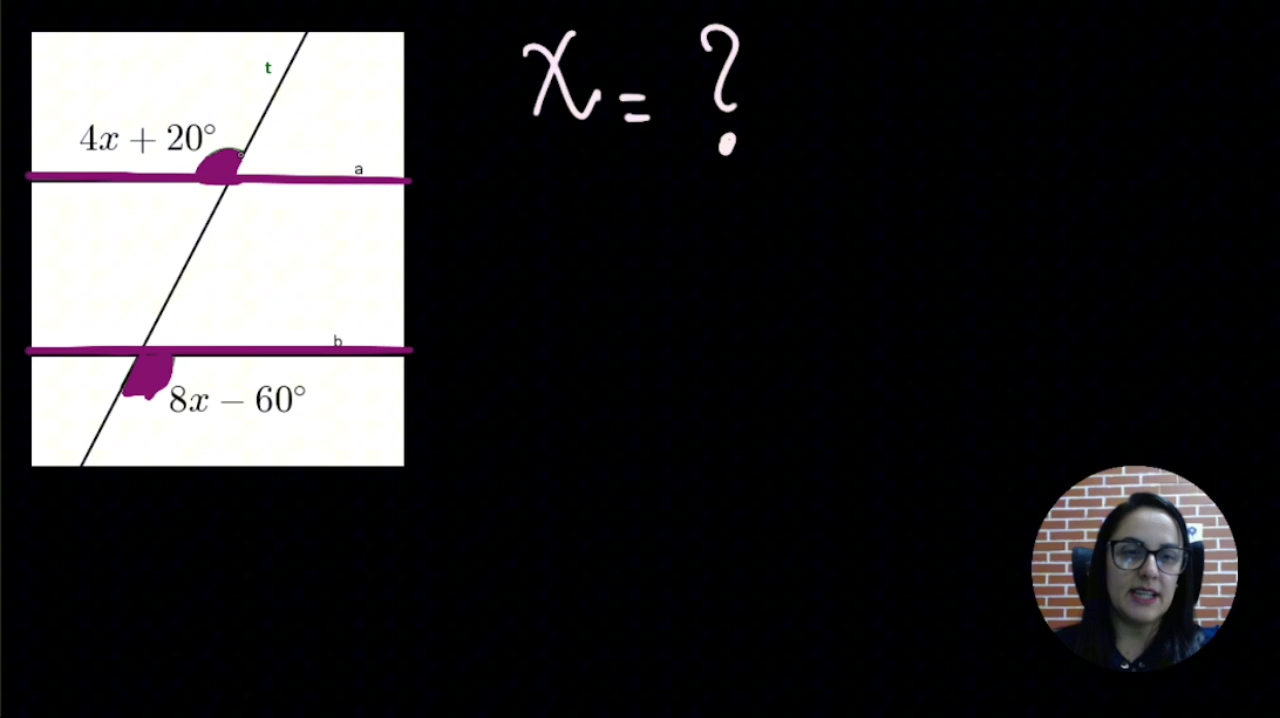 x = ?
t
4x + 20°
a
b
8x − 60°